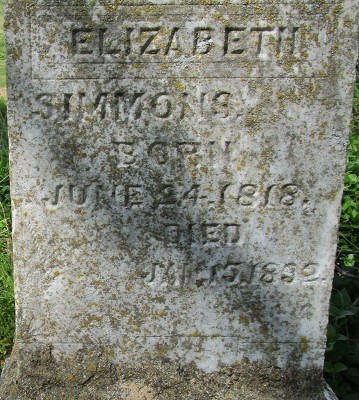 ELIZABETH
SIMMONS.
BORN
JUNE 24, 1818.
DIED
JAN. 15, 1892.